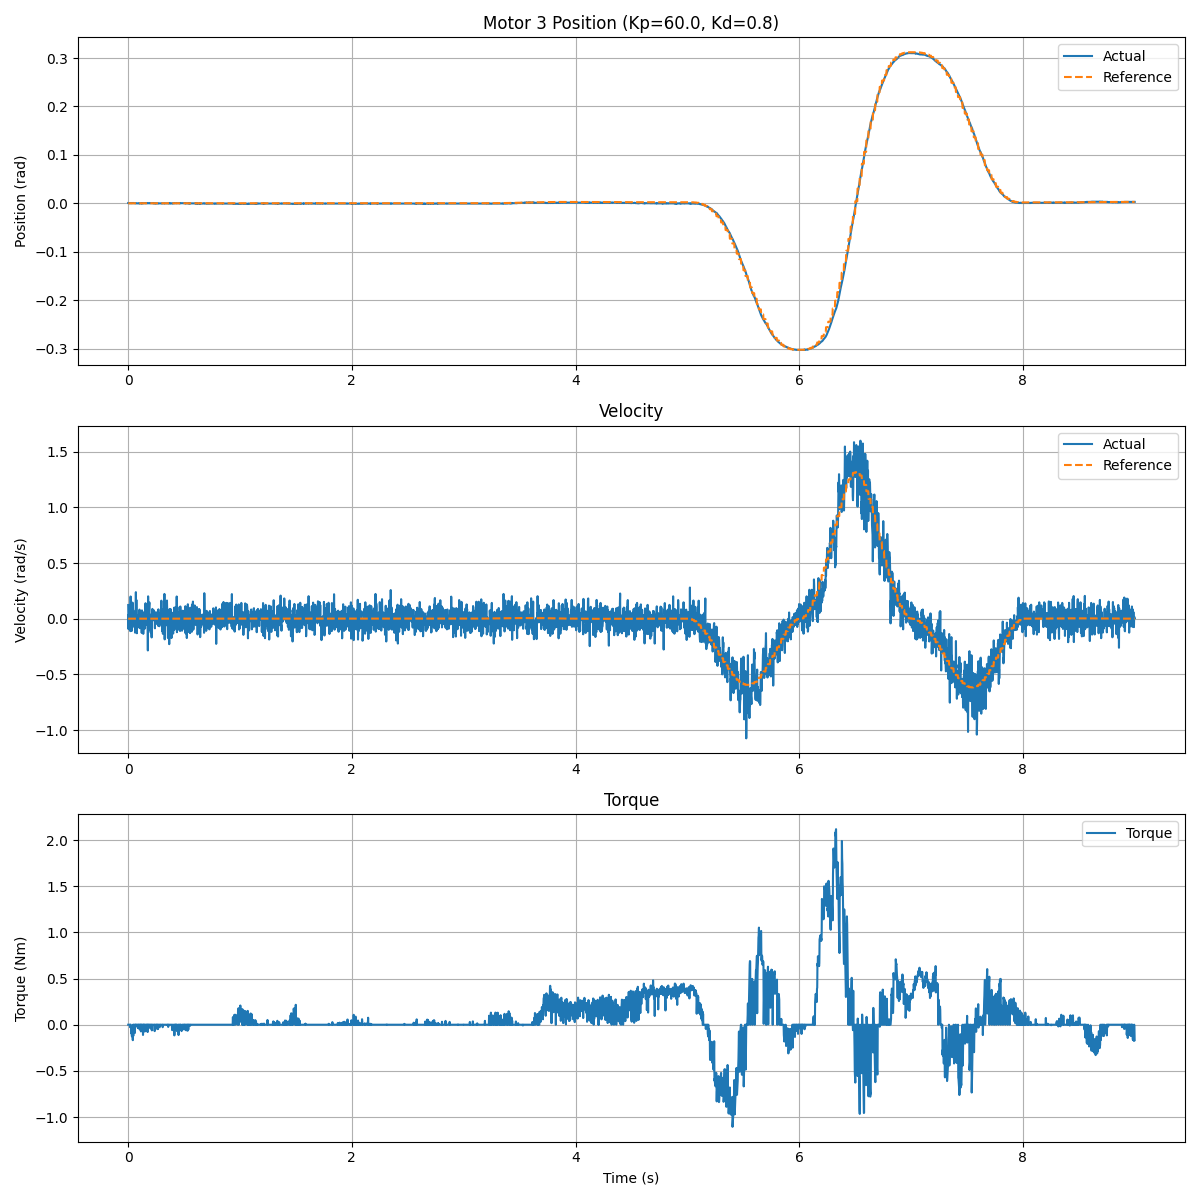 Motor 3 Position (Kp=60.0, Kd=0.8)
Position (rad)
0.3
0.2
0.1
0.0
−0.1
−0.2
−0.3
Actual
Reference
0 2 4 6 8
Velocity
Velocity (rad/s)
1.5
1.0
0.5
0.0
−0.5
−1.0
Actual
Reference
0 2 4 6 8
Torque
Torque (Nm)
2.0
1.5
1.0
0.5
0.0
−0.5
−1.0
Torque
0 2 4 6 8
Time (s)